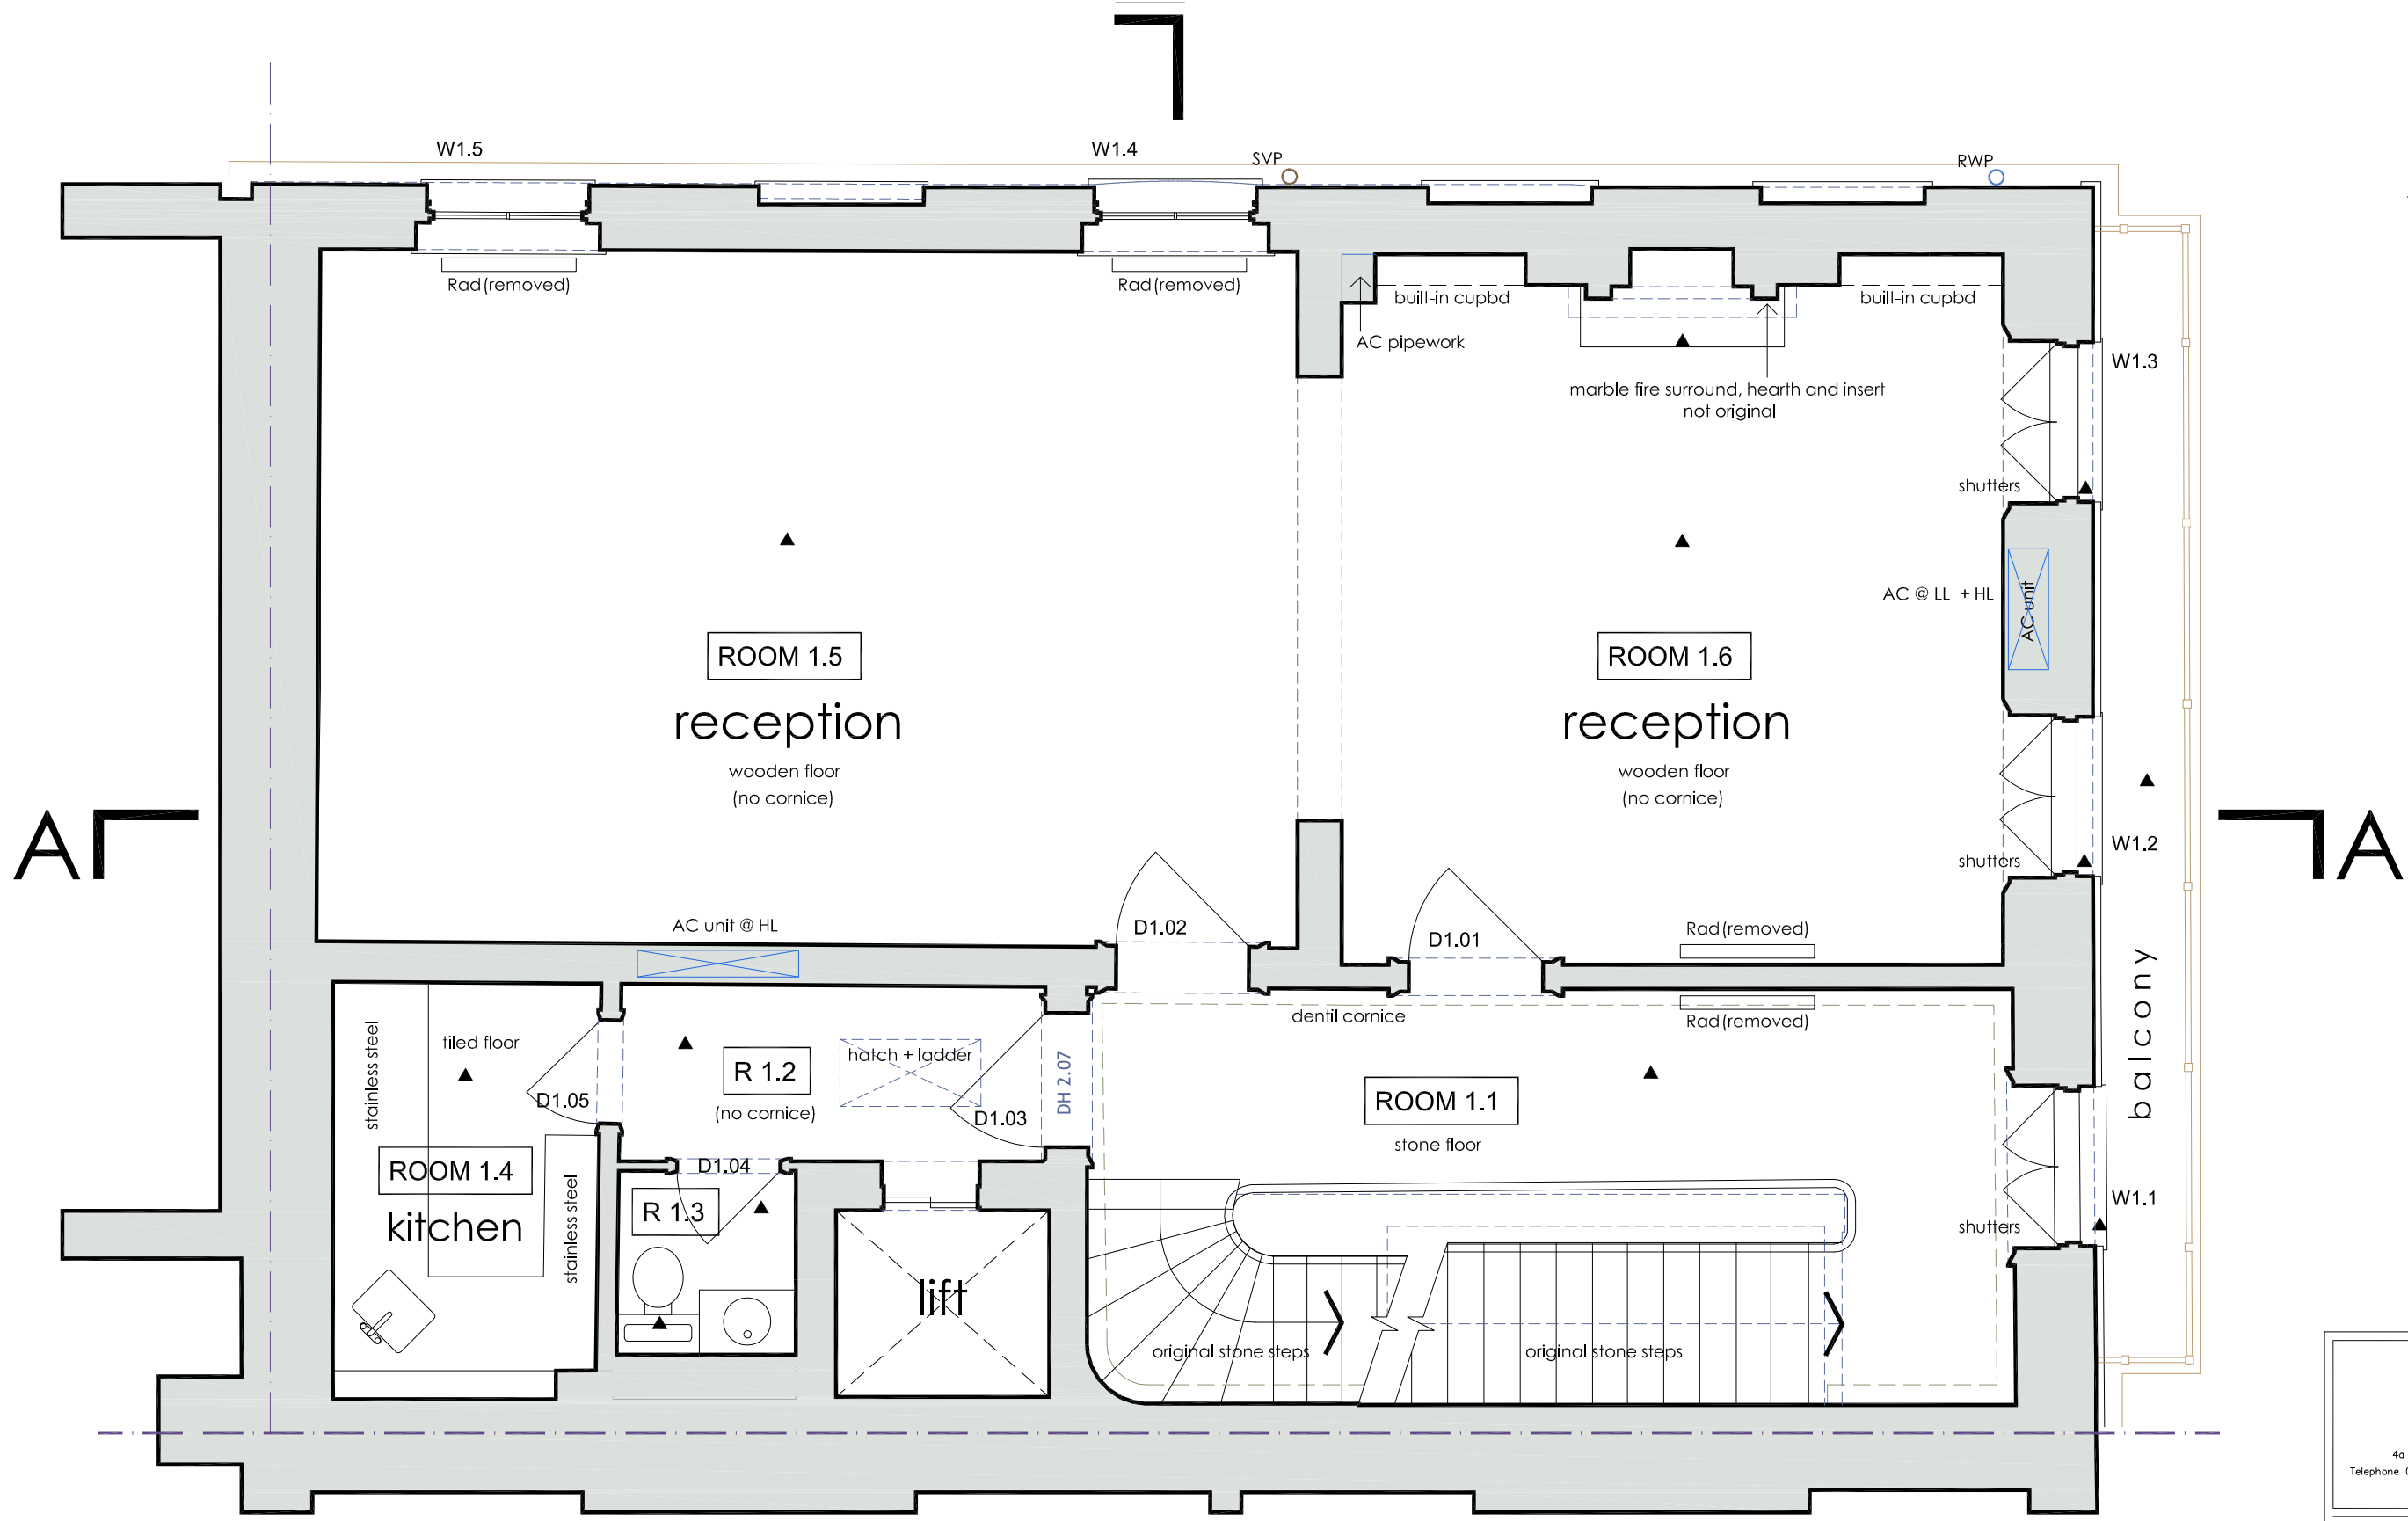 W1.5
W1.4
SVP
RWP
Rad (removed)
Rad (removed)
built-in cupbd
built-in cupbd
AC pipework
W1.3
marble fire surround, hearth and insert
not original
shutters
AC @ LL + HL
AC unit
ROOM 1.5
reception
wooden floor
(no cornice)
ROOM 1.6
reception
wooden floor
(no cornice)
A
A
W1.2
shutters
AC unit @ HL
D1.02
D1.01
Rad (removed)
balcony
dentil cornice
Rad (removed)
stainless steel
tiled floor
D1.05
R 1.2
(no cornice)
hatch + ladder
D1.03
DH 2.07
ROOM 1.1
stone floor
ROOM 1.4
kitchen
stainless steel
D1.04
R 1.3
W1.1
shutters
lift
original stone steps
original stone steps
4a
Telephone